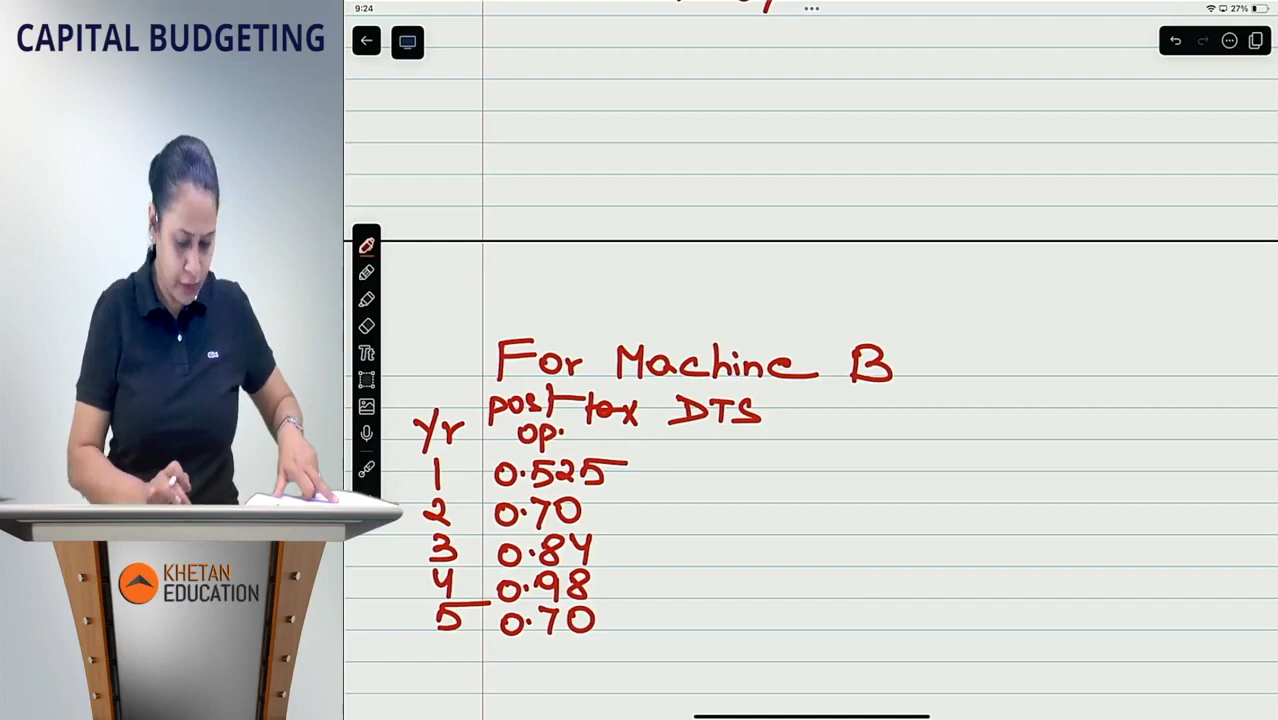 CAPITAL BUDGETING
9:24
27%
For Machine B
Yr post-tax op. DTS
1 0.525
2 0.70
3 0.84
4 0.98
5 0.70
Tt
KHETAN
EDUCATION